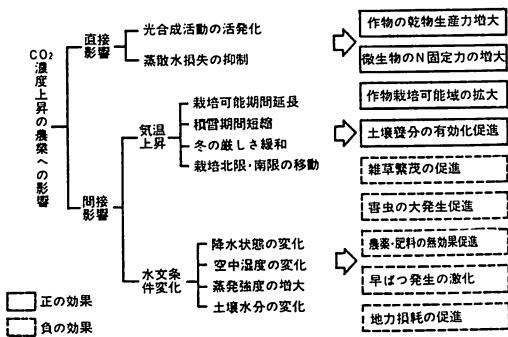 CO₂濃度上昇の農業への影響
直接影響
光合成活動の活発化
蒸散水損失の抑制
間接影響
気温上昇
栽培可能期間延長
積雪期間短縮
冬の厳しさ緩和
栽培北限・南限の移動
水文条件変化
降水状態の変化
空中湿度の変化
蒸発強度の増大
土壌水分の変化
作物の乾物生産力増大
微生物のN固定力の増大
作物栽培可能域の拡大
土壌養分の有効化促進
雑草繁茂の促進
害虫の大発生促進
農薬・肥料の無効果促進
旱ばつ発生の激化
地力損耗の促進
正の効果
負の効果